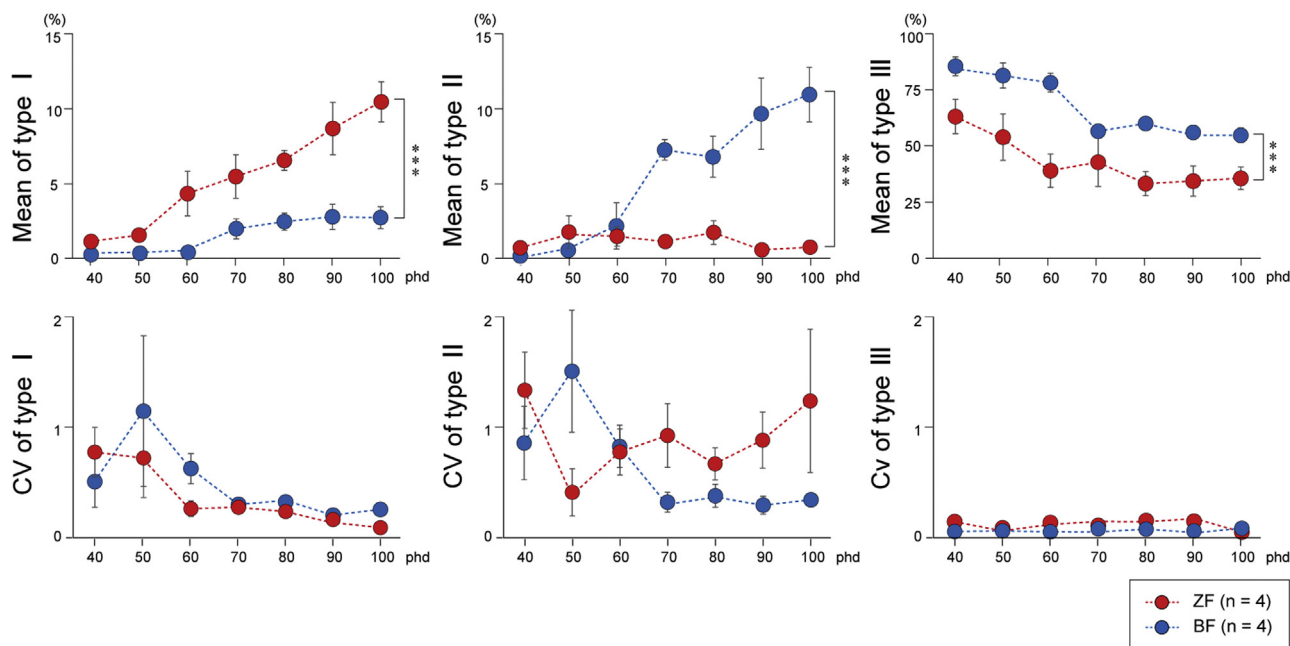 (%)
15
10
5
0
Mean of type I
***
40 50 60 70 80 90 100 phd
(%)
15
10
5
0
Mean of type II
***
40 50 60 70 80 90 100 phd
(%)
100
75
50
25
0
Mean of type III
***
40 50 60 70 80 90 100 phd
2
1
0
CV of type I
40 50 60 70 80 90 100 phd
2
1
0
CV of type II
40 50 60 70 80 90 100 phd
2
1
0
Cv of type III
40 50 60 70 80 90 100 phd
ZF (n = 4)
BF (n = 4)